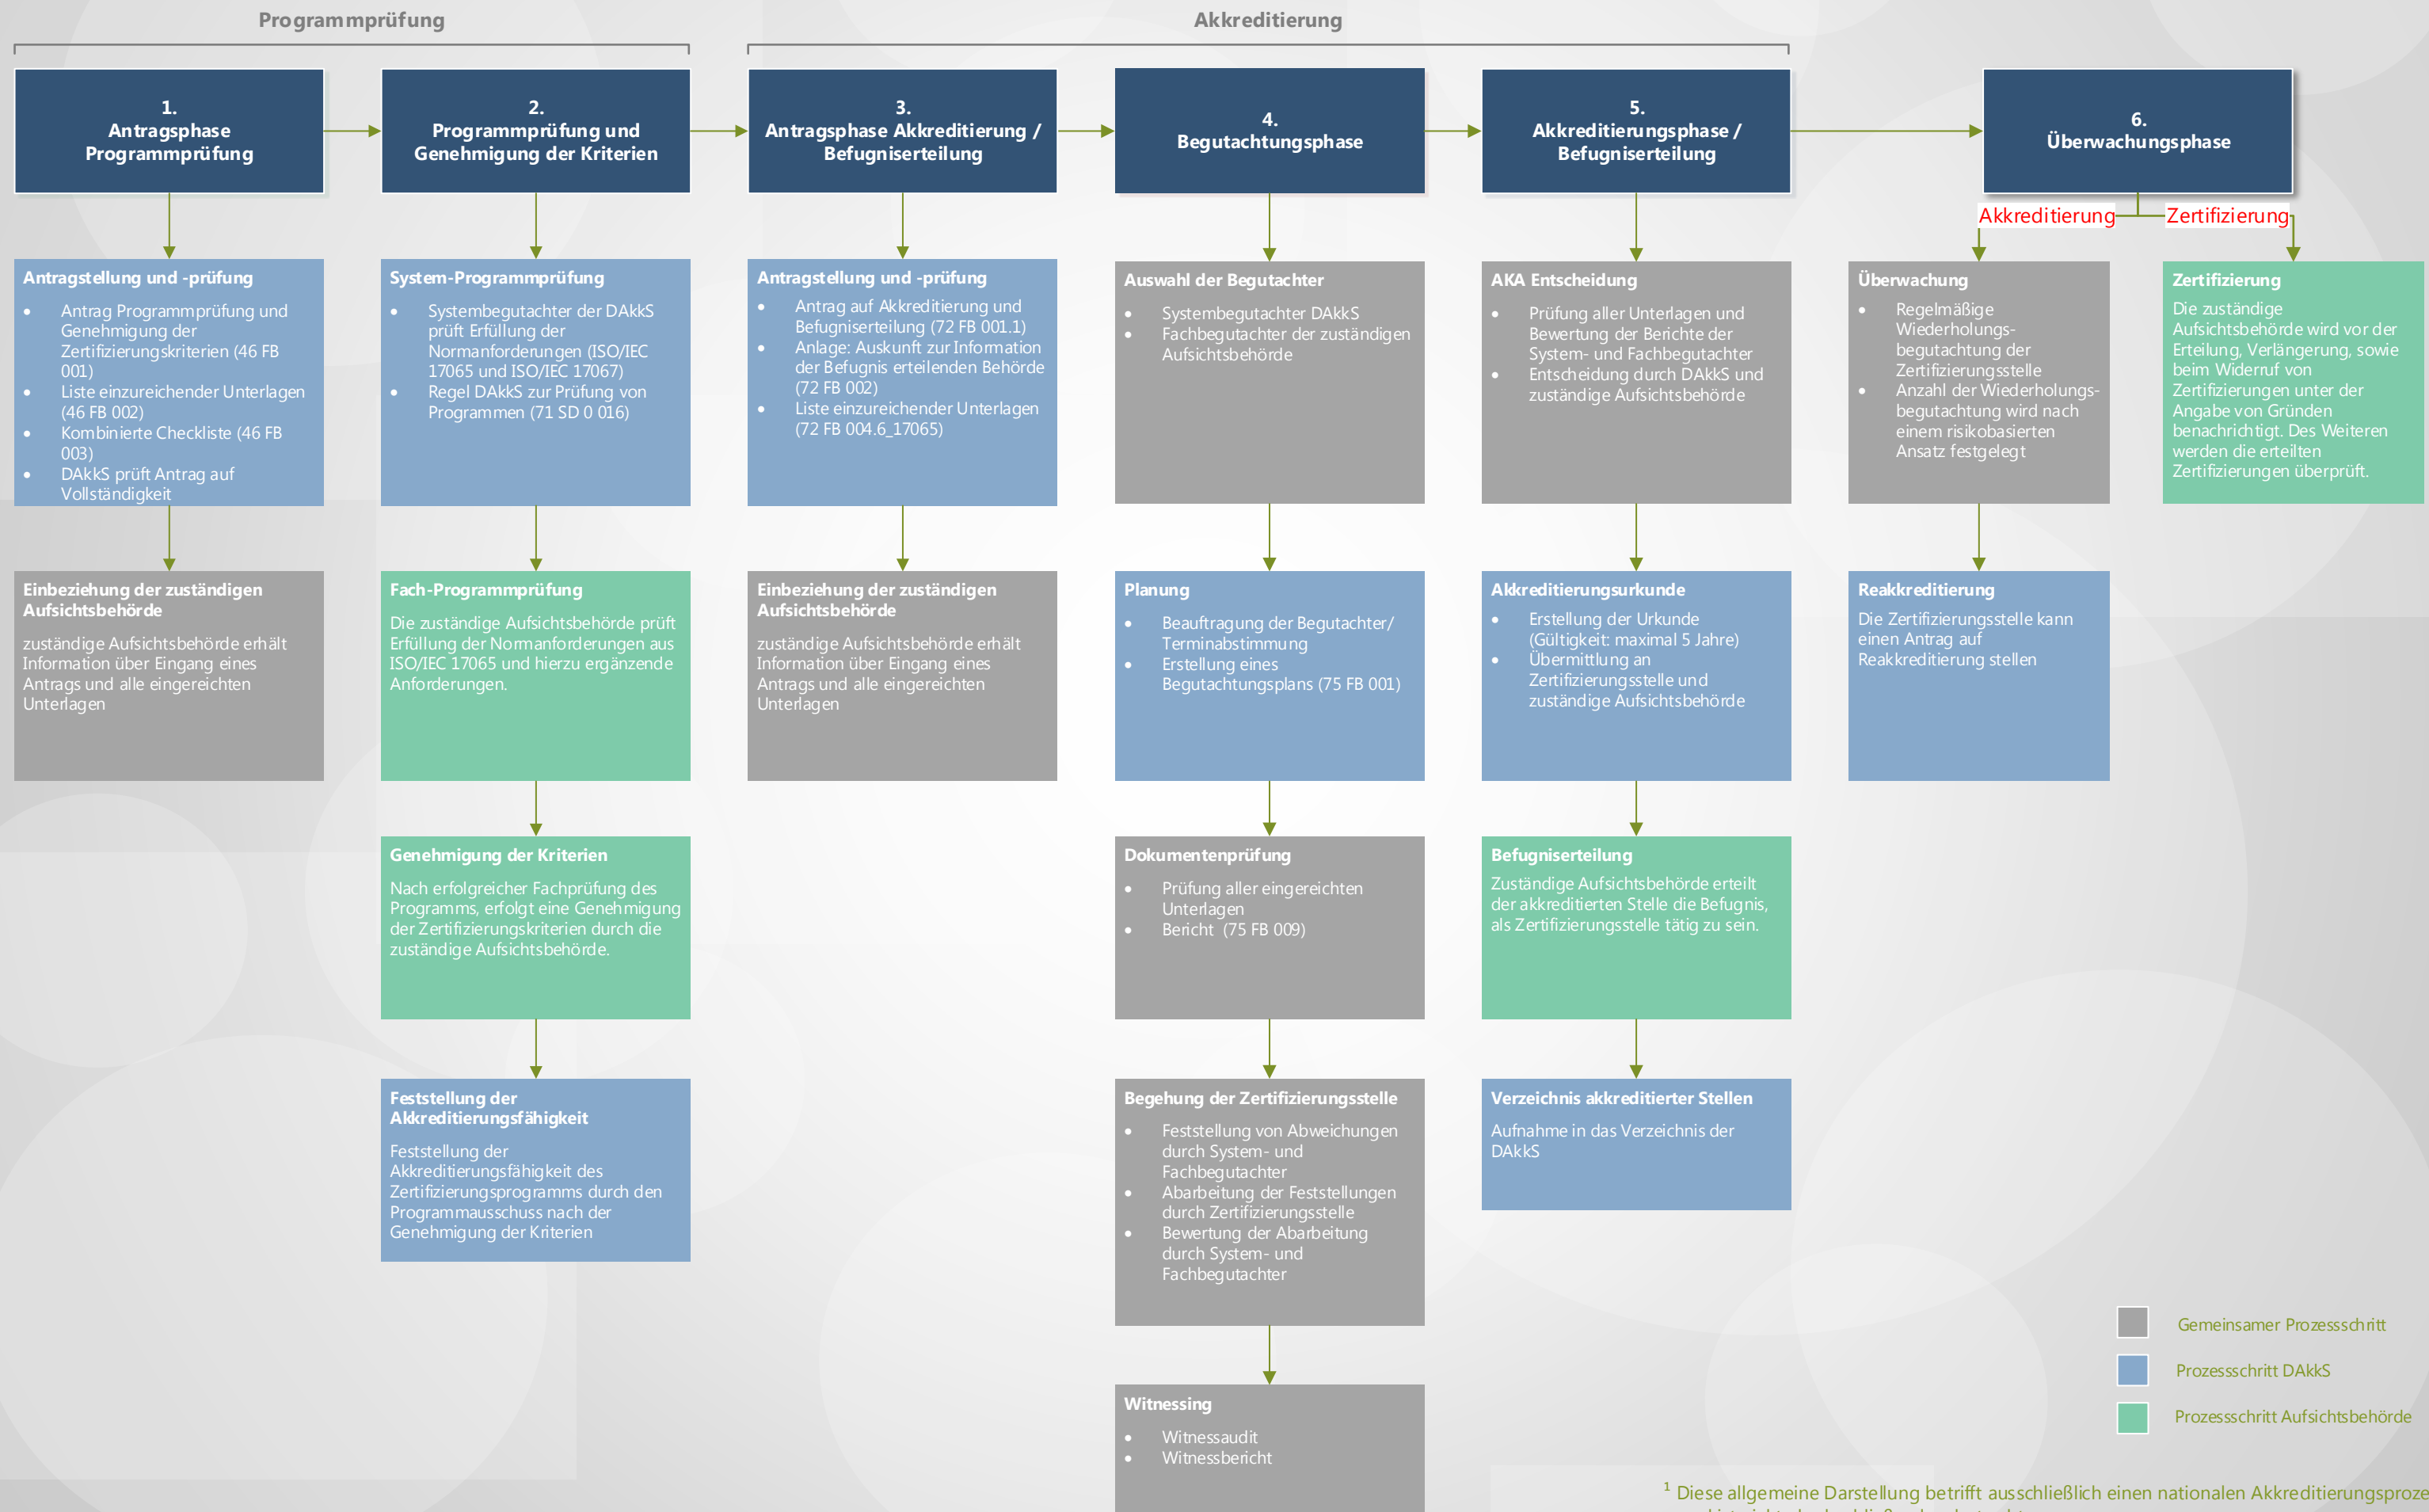 Programmprüfung
Akkreditierung
1.
Antragsphase
Programmprüfung
2.
Programmprüfung und
Genehmigung der Kriterien
3.
Antragsphase Akkreditierung /
Befugniserteilung
4.
Begutachtungsphase
5.
Akkreditierungsphase /
Befugniserteilung
6.
Überwachungsphase
Akkreditierung
Zertifizierung
Antragstellung und -prüfung
• Antrag Programmprüfung und
Genehmigung der
Zertifizierungskriterien (46 FB
001)
• Liste einzureichender Unterlagen
(46 FB 002)
• Kombinierte Checkliste (46 FB
003)
• DAkkS prüft Antrag auf
Vollständigkeit
Einbeziehung der zuständigen
Aufsichtsbehörde
zuständige Aufsichtsbehörde erhält
Information über Eingang eines
Antrags und alle eingereichten
Unterlagen
System-Programmprüfung
• Systembegutachter der DAkkS
prüft Erfüllung der
Normanforderungen (ISO/IEC
17065 und ISO/IEC 17067)
• Regel DAkkS zur Prüfung von
Programmen (71 SD 0 016)
Fach-Programmprüfung
Die zuständige Aufsichtsbehörde prüft
Erfüllung der Normanforderungen aus
ISO/IEC 17065 und hierzu ergänzende
Anforderungen.
Genehmigung der Kriterien
Nach erfolgreicher Fachprüfung des
Programms, erfolgt eine Genehmigung
der Zertifizierungskriterien durch die
zuständige Aufsichtsbehörde.
Feststellung der
Akkreditierungsfähigkeit
Feststellung der
Akkreditierungsfähigkeit des
Zertifizierungsprogramms durch den
Programmausschuss nach der
Genehmigung der Kriterien
Antragstellung und -prüfung
• Antrag auf Akkreditierung und
Befugniserteilung (72 FB 001.1)
• Anlage: Auskunft zur Information
der Befugnis erteilenden Behörde
(72 FB 002)
• Liste einzureichender Unterlagen
(72 FB 004.6_17065)
Einbeziehung der zuständigen
Aufsichtsbehörde
zuständige Aufsichtsbehörde erhält
Information über Eingang eines
Antrags und alle eingereichten
Unterlagen
Auswahl der Begutachter
• Systembegutachter DAkkS
• Fachbegutachter der zuständigen
Aufsichtsbehörde
Planung
• Beauftragung der Begutachter/
Terminabstimmung
• Erstellung eines
Begutachtungsplans (75 FB 001)
Dokumentenprüfung
• Prüfung aller eingereichten
Unterlagen
• Bericht (75 FB 009)
Begehung der Zertifizierungsstelle
• Feststellung von Abweichungen
durch System- und
Fachbegutachter
• Abarbeitung der Feststellungen
durch Zertifizierungsstelle
• Bewertung der Abarbeitung
durch System- und
Fachbegutachter
Witnessing
• Witnessaudit
• Witnessbericht
AKA Entscheidung
• Prüfung aller Unterlagen und
Bewertung der Berichte der
System- und Fachbegutachter
• Entscheidung durch DAkkS und
zuständige Aufsichtsbehörde
Akkreditierungsurkunde
• Erstellung der Urkunde
(Gültigkeit: maximal 5 Jahre)
• Übermittlung an
Zertifizierungsstelle und
zuständige Aufsichtsbehörde
Befugniserteilung
Zuständige Aufsichtsbehörde erteilt
der akkreditierten Stelle die Befugnis,
als Zertifizierungsstelle tätig zu sein.
Verzeichnis akkreditierter Stellen
Aufnahme in das Verzeichnis der
DAkkS
Überwachung
• Regelmäßige
Wiederholungs-
begutachtung der
Zertifizierungsstelle
• Anzahl der Wiederholungs-
begutachtung wird nach
einem risikobasierten
Ansatz festgelegt
Reakkreditierung
Die Zertifizierungsstelle kann
einen Antrag auf
Reakkreditierung stellen
Zertifizierung
Die zuständige
Aufsichtsbehörde wird vor der
Erteilung, Verlängerung, sowie
beim Widerruf von
Zertifizierungen unter der
Angabe von Gründen
benachrichtigt. Des Weiteren
werden die erteilten
Zertifizierungen überprüft.
Gemeinsamer Prozessschritt
Prozessschritt DAkkS
Prozessschritt Aufsichtsbehörde
1 Diese allgemeine Darstellung betrifft ausschließlich einen nationalen